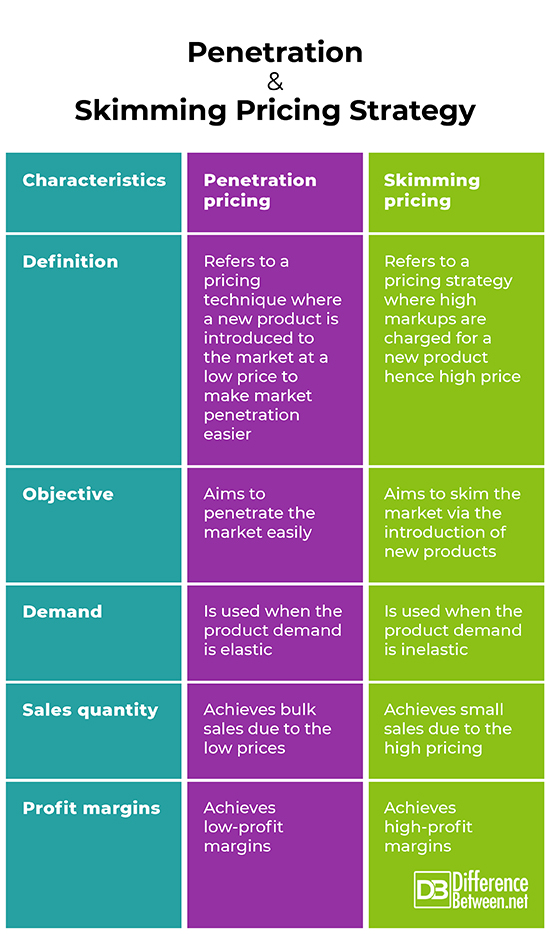 Penetration
&
Skimming Pricing Strategy
Characteristics
Penetration
pricing
Skimming
pricing
Definition
Refers to a
pricing
technique where
a new product is
introduced to
the market at a
low price to
make market
penetration
easier
Refers to a
pricing strategy
where high
markups are
charged for a
new product
hence high price
Objective
Aims to
penetrate the
market easily
Aims to skim the
market via the
introduction of
new products
Demand
Is used when the
product demand
is elastic
Is used when the
product demand
is inelastic
Sales quantity
Achieves bulk
sales due to the
low prices
Achieves small
sales due to the
high pricing
Profit margins
Achieves
low-profit
margins
Achieves
high-profit
margins
DB Difference
Between.net